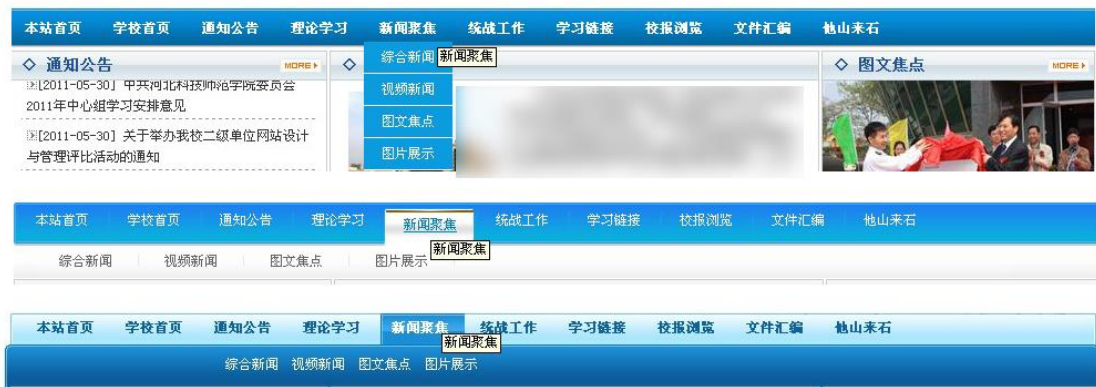 本站首页 学校首页 通知公告 理论学习 新闻聚焦 统战工作 学习链接 校报浏览 文件汇编 他山来石
通知公告 MORE 综合新闻 新闻聚焦 图文焦点 MORE
[2011-05-30] 中共河北科技师范学院委员会
2011年中心组学习安排意见
视频新闻
图文焦点
[2011-05-30] 关于举办我校二级单位网站设计
与管理评比活动的通知
图片展示
本站首页 学校首页 通知公告 理论学习 新闻聚焦 统战工作 学习链接 校报浏览 文件汇编 他山来石
新闻聚焦
综合新闻 视频新闻 图文焦点 图片展示
本站首页 学校首页 通知公告 理论学习 新闻聚焦 统战工作 学习链接 校报浏览 文件汇编 他山来石
新闻聚焦
综合新闻 视频新闻 图文焦点 图片展示